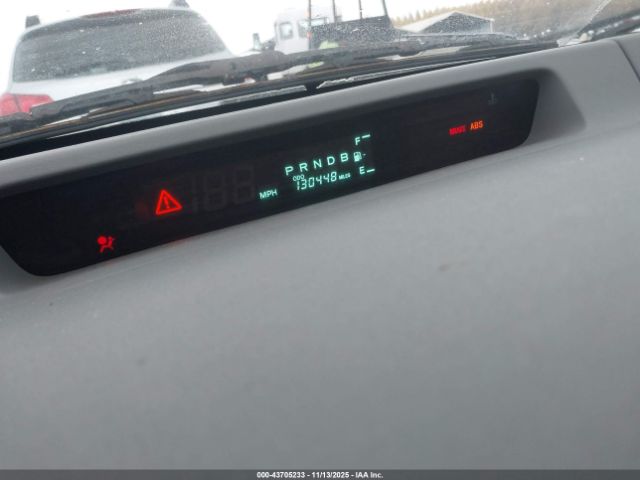 F
PRNDB
ODO
130448 MILES
MPH
E
ABS
000-43705233 - 11/13/2025 - IAA Inc.